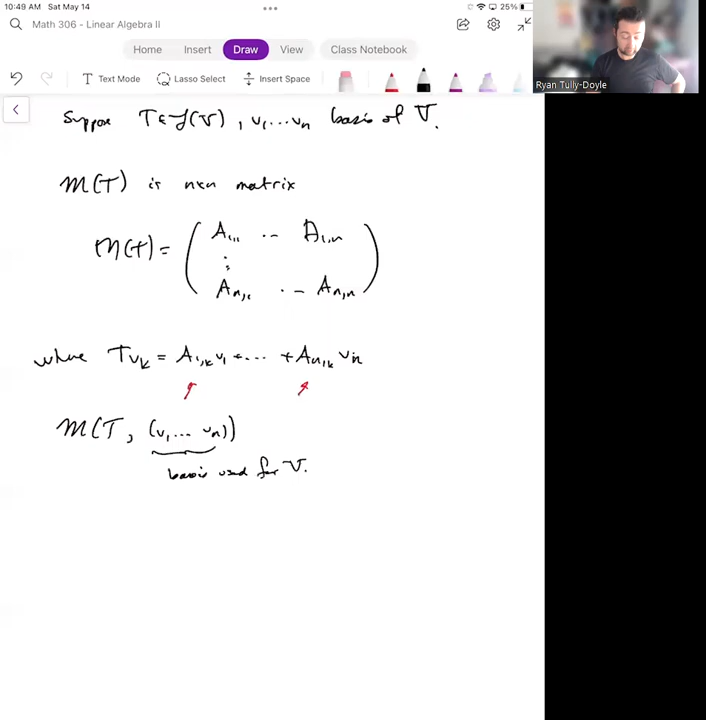 10:49 AM Sat May 14
25%
Math 306 - Linear Algebra II
Home Insert Draw View Class Notebook
Text Mode Lasso Select Insert Space
Ryan Tully-Doyle
Suppose T ∈ ℒ(V), v₁ ... vₙ basis of V.
M(T) is n×n matrix
M(T) = ( A₁,₁ ... A₁,ₙ
⋮
Aₙ,₁ ... Aₙ,ₙ )
where Tvₖ = A₁,ₖ v₁ + ... + Aₙ,ₖ vₙ
M(T, (v₁ ... vₙ))
basis used for V.